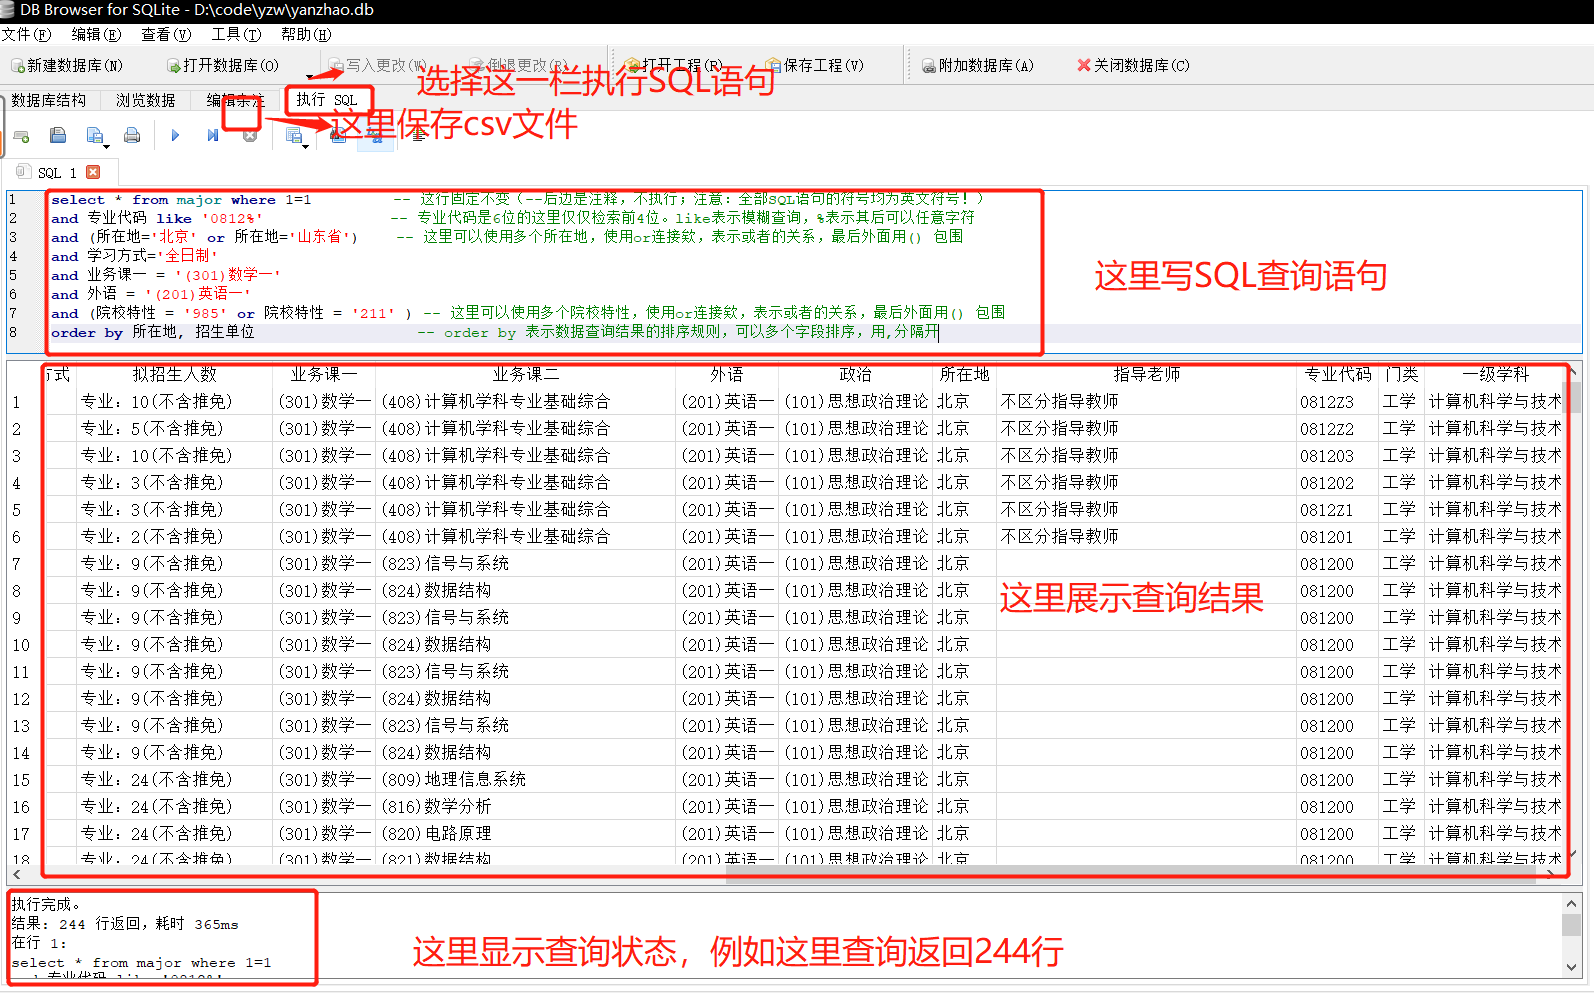 DB Browser for SQLite - D:\code\yzw\yanzhao.db
文件(F) 编辑(E) 查看(V) 工具(T) 帮助(H)
新建数据库(N) 打开数据库(O) 写入更改(W) 倒退更改(R) 打开工程(R) 保存工程(V) 附加数据库(A) 关闭数据库(C)
选择这一栏执行SQL语句
数据库结构 浏览数据 编辑杂注 执行 SQL
这里保存csv文件
SQL 1
1 select * from major where 1=1 -- 这行固定不变（--后边是注释，不执行；注意：全部SQL语句的符号均为英文符号！）
2 and 专业代码 like '0812%' -- 专业代码是6位的这里仅仅检索前4位。like表示模糊查询，%表示其后可以任意字符
3 and (所在地='北京' or 所在地='山东省') -- 这里可以使用多个所在地，使用or连接欸，表示或者的关系，最后外面用() 包围
4 and 学习方式='全日制'
5 and 业务课一 = '(301)数学一'
6 and 外语 = '(201)英语一'
7 and (院校特性 = '985' or 院校特性 = '211' ) -- 这里可以使用多个院校特性，使用or连接欸，表示或者的关系，最后外面用() 包围
8 order by 所在地, 招生单位 -- order by 表示数据查询结果的排序规则，可以多个字段排序，用,分隔开
这里写SQL查询语句
方式 拟招生人数 业务课一 业务课二 外语 政治 所在地 指导老师 专业代码 门类 一级学科
1 专业：10(不含推免) (301)数学一 (408)计算机学科专业基础综合 (201)英语一 (101)思想政治理论 北京 不区分指导教师 0812Z3 工学 计算机科学与技术
2 专业：5(不含推免) (301)数学一 (408)计算机学科专业基础综合 (201)英语一 (101)思想政治理论 北京 不区分指导教师 0812Z2 工学 计算机科学与技术
3 专业：10(不含推免) (301)数学一 (408)计算机学科专业基础综合 (201)英语一 (101)思想政治理论 北京 不区分指导教师 081203 工学 计算机科学与技术
4 专业：3(不含推免) (301)数学一 (408)计算机学科专业基础综合 (201)英语一 (101)思想政治理论 北京 不区分指导教师 081202 工学 计算机科学与技术
5 专业：3(不含推免) (301)数学一 (408)计算机学科专业基础综合 (201)英语一 (101)思想政治理论 北京 不区分指导教师 0812Z1 工学 计算机科学与技术
6 专业：2(不含推免) (301)数学一 (408)计算机学科专业基础综合 (201)英语一 (101)思想政治理论 北京 不区分指导教师 081201 工学 计算机科学与技术
7 专业：9(不含推免) (301)数学一 (823)信号与系统 (201)英语一 (101)思想政治理论 北京 081200 工学 计算机科学与技术
8 专业：9(不含推免) (301)数学一 (824)数据结构 (201)英语一 (101)思想政治理论 北京 081200 工学 计算机科学与技术
这里展示查询结果
9 专业：9(不含推免) (301)数学一 (823)信号与系统 (201)英语一 (101)思想政治理论 北京 081200 工学 计算机科学与技术
10 专业：9(不含推免) (301)数学一 (824)数据结构 (201)英语一 (101)思想政治理论 北京 081200 工学 计算机科学与技术
11 专业：9(不含推免) (301)数学一 (823)信号与系统 (201)英语一 (101)思想政治理论 北京 081200 工学 计算机科学与技术
12 专业：9(不含推免) (301)数学一 (824)数据结构 (201)英语一 (101)思想政治理论 北京 081200 工学 计算机科学与技术
13 专业：9(不含推免) (301)数学一 (823)信号与系统 (201)英语一 (101)思想政治理论 北京 081200 工学 计算机科学与技术
14 专业：9(不含推免) (301)数学一 (824)数据结构 (201)英语一 (101)思想政治理论 北京 081200 工学 计算机科学与技术
15 专业：24(不含推免) (301)数学一 (809)地理信息系统 (201)英语一 (101)思想政治理论 北京 081200 工学 计算机科学与技术
16 专业：24(不含推免) (301)数学一 (816)数学分析 (201)英语一 (101)思想政治理论 北京 081200 工学 计算机科学与技术
17 专业：24(不含推免) (301)数学一 (820)电路原理 (201)英语一 (101)思想政治理论 北京 081200 工学 计算机科学与技术
18 专业：24(不含推免) (301)数学一 (821)数据结构 (201)英语一 (101)思想政治理论 北京 081200 工学 计算机科学与技术
执行完成。
结果: 244 行返回，耗时 365ms
在行 1:
select * from major where 1=1
and 专业代码 like '0812%'
这里显示查询状态，例如这里查询返回244行